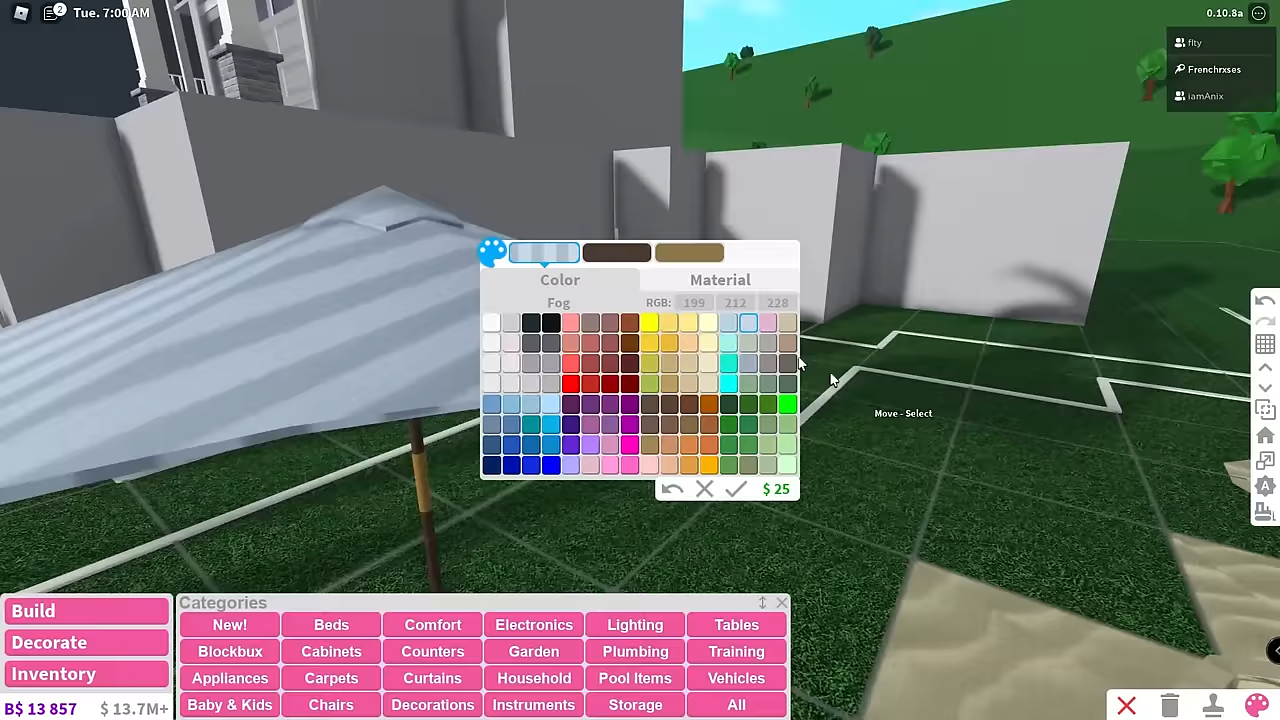 2
Tue. 7:00AM
0.10.8a
flty
Frenchrxses
iamAnix
Color
Material
Fog
RGB: 199 212 228
Move - Select
$ 25
Build
Decorate
Inventory
B$ 13 857
$ 13.7M+
Categories
New! Beds Comfort Electronics Lighting Tables
Blockbux Cabinets Counters Garden Plumbing Training
Appliances Carpets Curtains Household Pool Items Vehicles
Baby & Kids Chairs Decorations Instruments Storage All
A